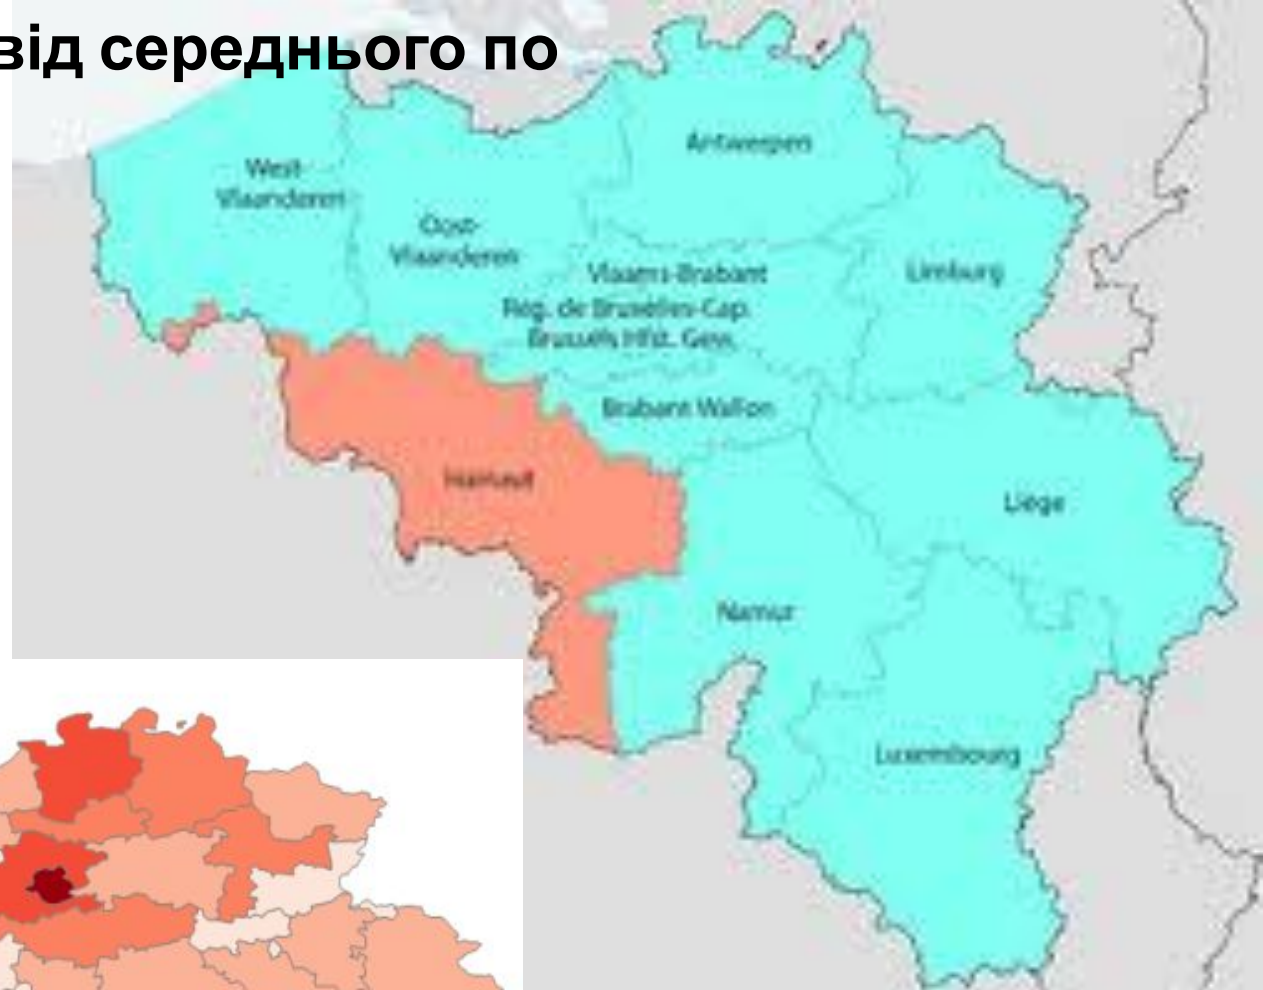 від середнього по
Antwerpen
West-
Vlaanderen
Oost-
Vlaanderen
Vlaams-Brabant
Limburg
Rég. de Bruxelles-Cap.
Brussels Hfst. Gew.
Brabant Wallon
Hainaut
Liège
Namur
Luxembourg